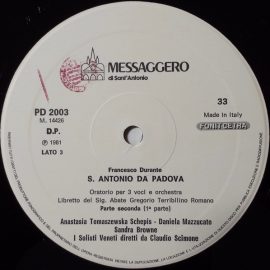 MESSAGGERO
di Sant'Antonio
PD 2003
M. 14426
D.P.
℗ 1981
LATO 3
33
Made in Italy
FONIT CETRA
Francesco Durante
S. ANTONIO DA PADOVA
Oratorio per 3 voci e orchestra
Libretto del Sig. Abate Gregorio Terribilino Romano
Parte seconda (1ª parte)
Anastasia Tomaszewska Schepis - Daniela Mazzucato
Sandra Browne
I Solisti Veneti diretti da Claudio Scimone